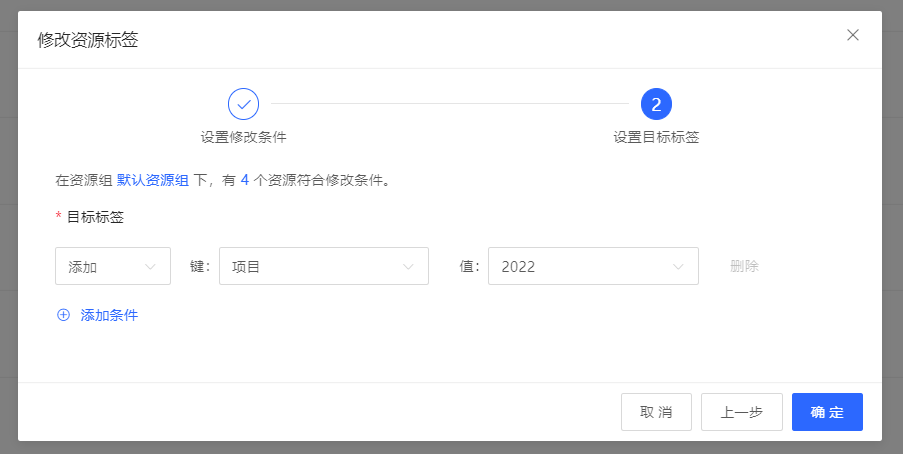 修改资源标签
2
设置修改条件 设置目标标签
在资源组 默认资源组 下，有 4 个资源符合修改条件。
* 目标标签
添加 键： 项目 值： 2022 删除
添加条件
取 消 上一步 确 定